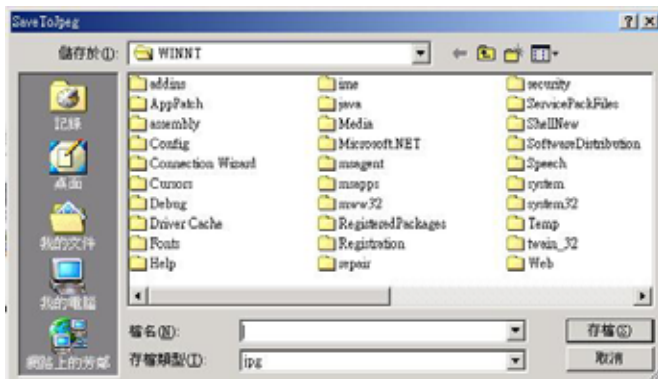 SaveToJpeg
儲存於(I):
WINNT
記錄
桌面
我的文件
我的電腦
網路上的芳鄰
addins
AppPatch
assembly
Config
Connection Wizard
Cursors
Debug
Driver Cache
Fonts
Help
ime
java
Media
Microsoft.NET
msagent
msapps
mww32
RegisteredPackages
Registration
repair
security
ServicePackFiles
ShellNew
SoftwareDistribution
Speech
system
system32
Temp
twain_32
Web
檔名(N):
存檔(S)
存檔類型(T):
jpg
取消